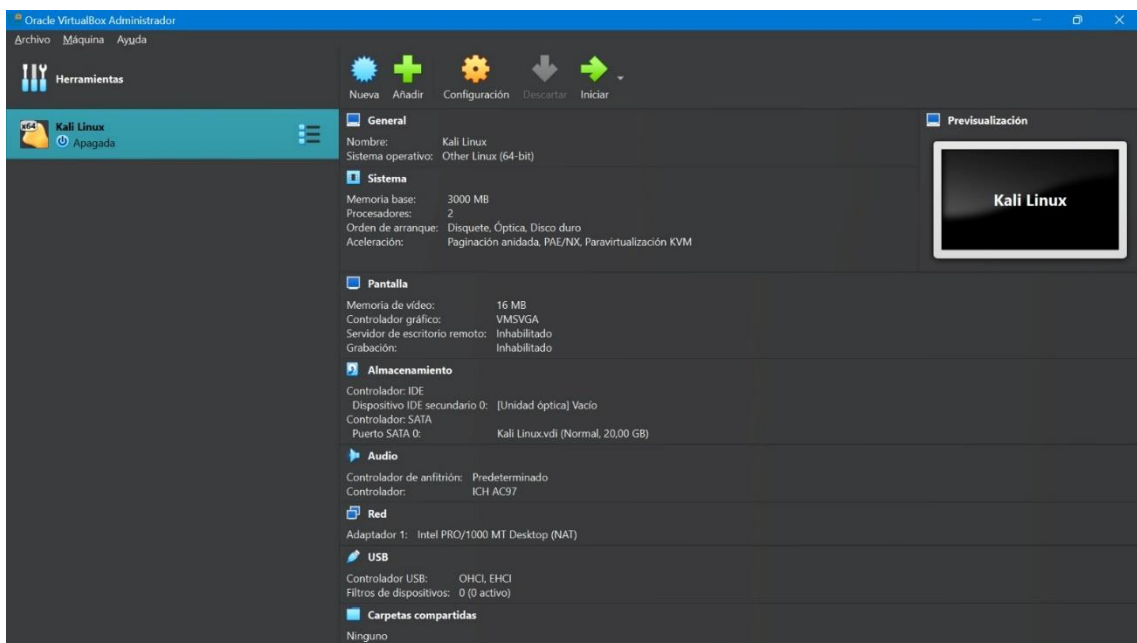 Oracle VirtualBox Administrador
Archivo Máquina Ayuda
Herramientas
Nueva Añadir Configuración Descartar Iniciar
x64
Kali Linux
Apagada
General
Nombre: Kali Linux
Sistema operativo: Other Linux (64-bit)
Sistema
Memoria base: 3000 MB
Procesadores: 2
Orden de arranque: Disquete, Óptica, Disco duro
Aceleración: Paginación anidada, PAE/NX, Paravirtualización KVM
Previsualización
Kali Linux
Pantalla
Memoria de vídeo: 16 MB
Controlador gráfico: VMSVGA
Servidor de escritorio remoto: Inhabilitado
Grabación: Inhabilitado
Almacenamiento
Controlador: IDE
Dispositivo IDE secundario 0: [Unidad óptica] Vacío
Controlador: SATA
Puerto SATA 0: Kali Linux.vdi (Normal, 20,00 GB)
Audio
Controlador de anfitrión: Predeterminado
Controlador: ICH AC97
Red
Adaptador 1: Intel PRO/1000 MT Desktop (NAT)
USB
Controlador USB: OHCI, EHCI
Filtros de dispositivos: 0 (0 activo)
Carpetas compartidas
Ninguno